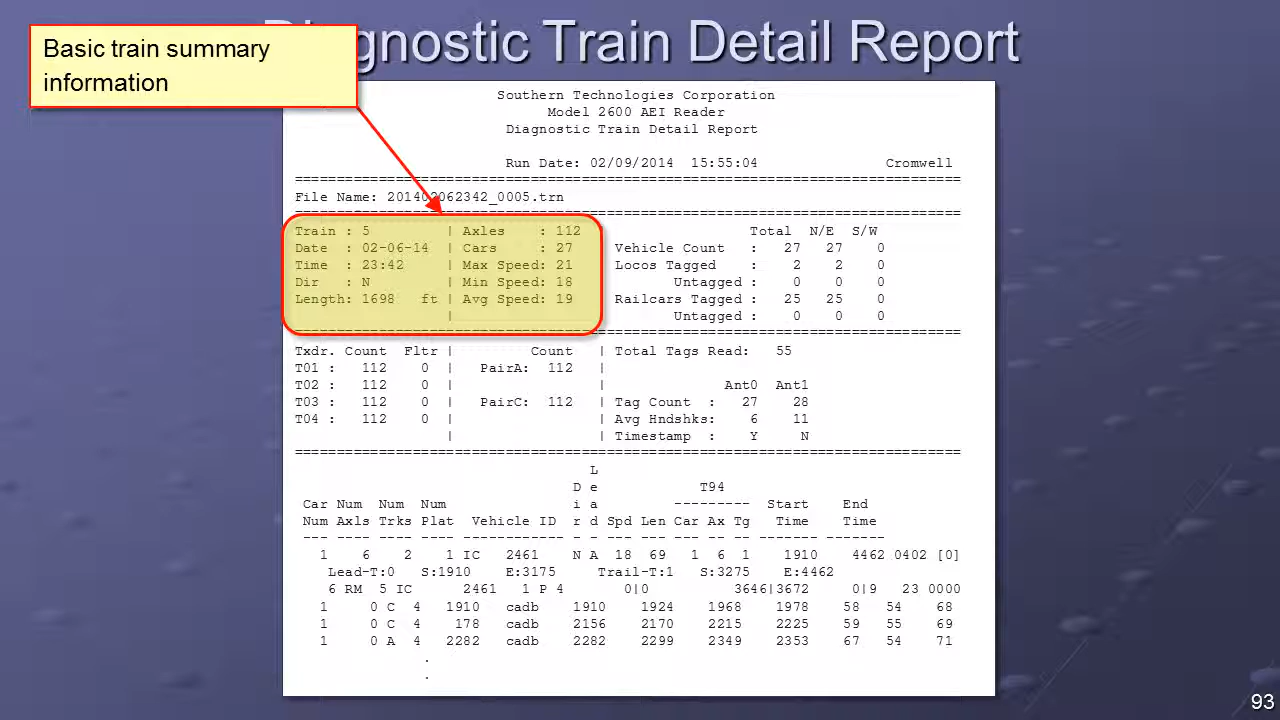 Diagnostic Train Detail Report
Basic train summary
information
Southern Technologies Corporation
Model 2600 AEI Reader
Diagnostic Train Detail Report
Run Date: 02/09/2014 15:55:04 Cromwell
================================================================================
File Name: 201402062342_0005.trn
================================================================================
Train : 5 | Axles : 112 Total N/E S/W
Date : 02-06-14 | Cars : 27 Vehicle Count : 27 27 0
Time : 23:42 | Max Speed: 21 Locos Tagged : 2 2 0
Dir : N | Min Speed: 18 Untagged : 0 0 0
Length: 1698 ft | Avg Speed: 19 Railcars Tagged : 25 25 0
| Untagged : 0 0 0
================================================================================
Txdr. Count Fltr | Count | Total Tags Read: 55
T01 : 112 0 | PairA: 112 |
T02 : 112 0 | | Ant0 Ant1
T03 : 112 0 | PairC: 112 | Tag Count : 27 28
T04 : 112 0 | | Avg Hndshks: 6 11
| | Timestamp : Y N
================================================================================
L
D e T94
Car Num Num Num i a --------- Start End
Num Axls Trks Plat Vehicle ID r d Spd Len Car Ax Tg Time Time
--- ---- ---- ---- ------------ - - --- --- --- -- -- ------- -------
1 6 2 1 IC 2461 N A 18 69 1 6 1 1910 4462 0402 [0]
Lead-T:0 S:1910 E:3175 Trail-T:1 S:3275 E:4462
6 RM 5 IC 2461 1 P 4 0|0 3646|3672 0|9 23 0000
1 0 C 4 1910 cadb 1910 1924 1968 1978 58 54 68
1 0 C 4 178 cadb 2156 2170 2215 2225 59 55 69
1 0 A 4 2282 cadb 2282 2299 2349 2353 67 54 71
.
.
93